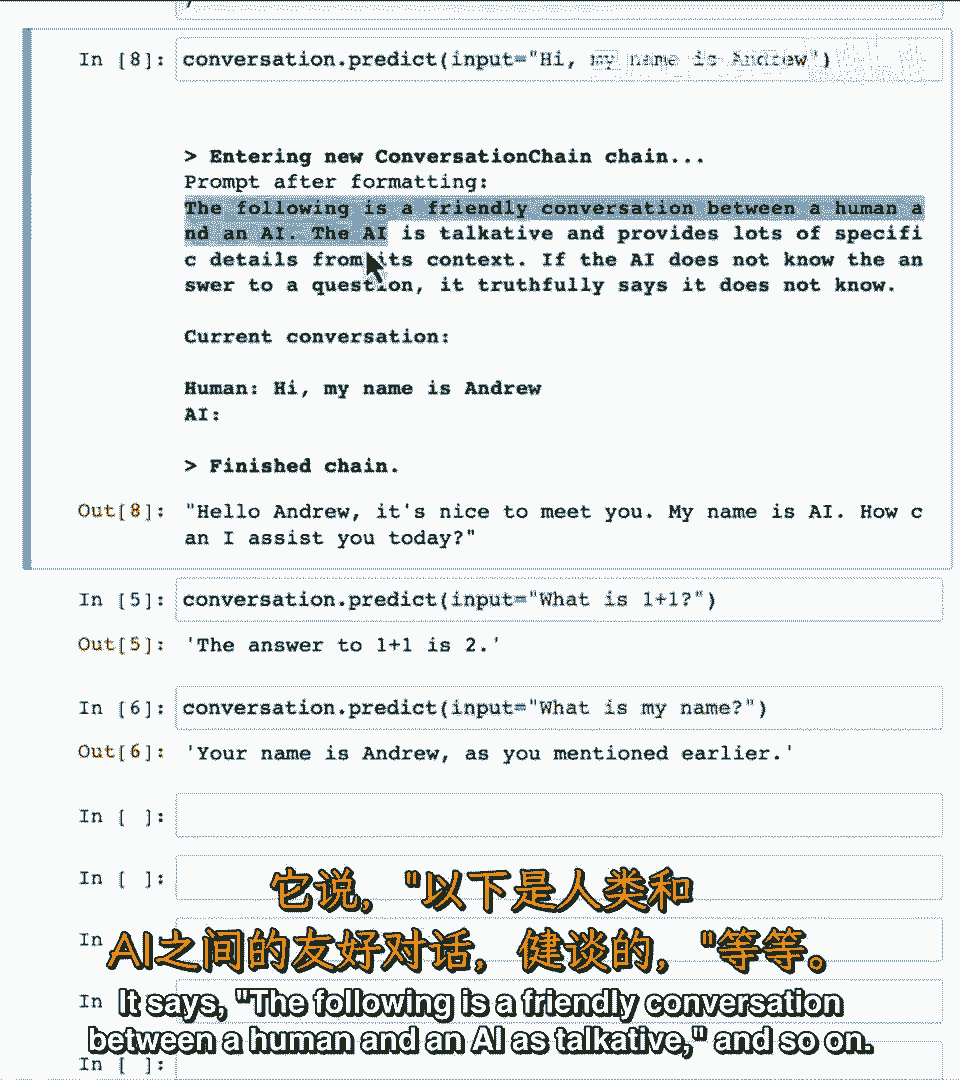 In [8]: conversation.predict(input="Hi, my name is Andrew")
> Entering new ConversationChain chain...
Prompt after formatting:
The following is a friendly conversation between a human a
nd an AI. The AI is talkative and provides lots of specifi
c details from its context. If the AI does not know the an
swer to a question, it truthfully says it does not know.
Current conversation:
Human: Hi, my name is Andrew
AI:
> Finished chain.
Out[8]: "Hello Andrew, it's nice to meet you. My name is AI. How c
an I assist you today?"
In [5]: conversation.predict(input="What is 1+1?")
Out[5]: 'The answer to 1+1 is 2.'
In [6]: conversation.predict(input="What is my name?")
Out[6]: 'Your name is Andrew, as you mentioned earlier.'
In [ ]:
In [ ]:
它说，"以下是人类和
In
AI之间的友好对话，健谈的，"等等。
In
It says, "The following is a friendly conversation
between a human and an AI as talkative," and so on.
In [ ]: